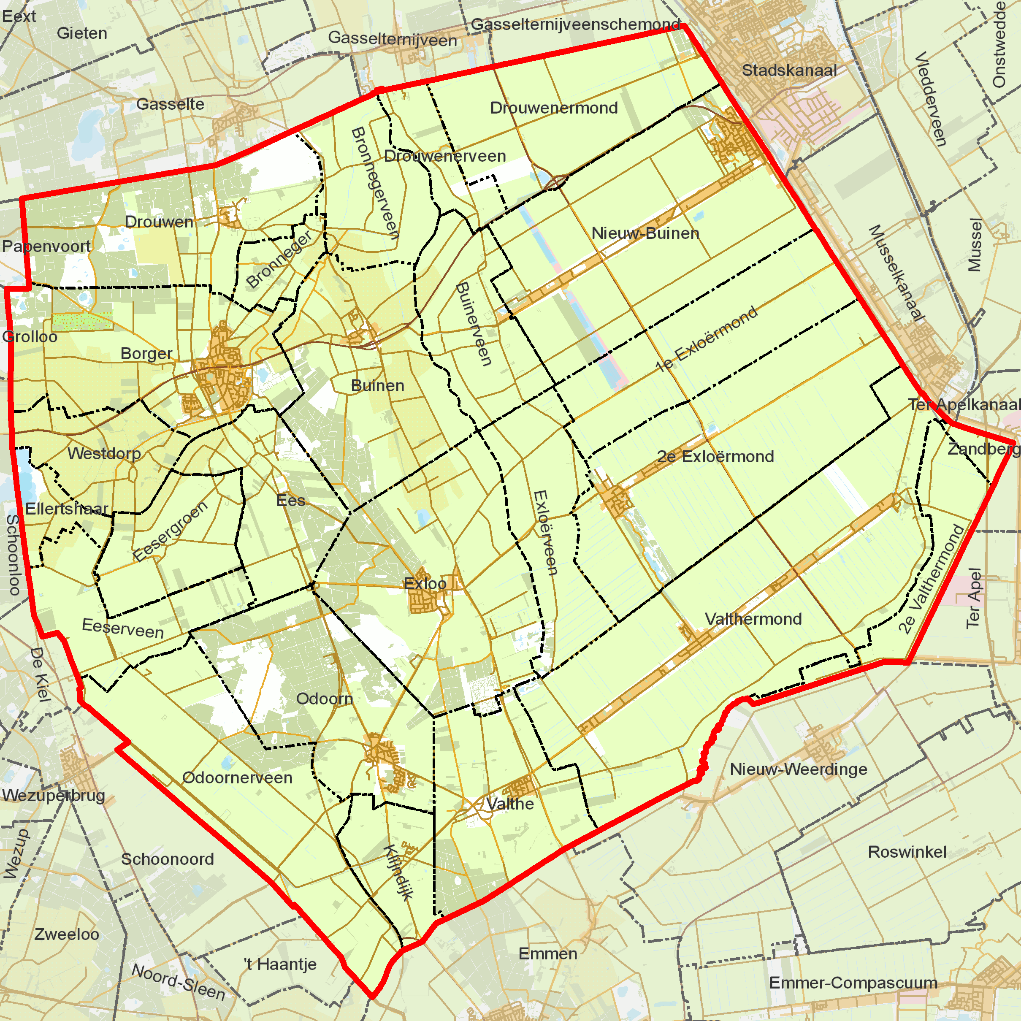 Eext
Gieten
Gasselternijveenschemond
Gasselternijveen
Onstwedde
Stadskanaal
Vledderveen
Gasselte
Drouwenermond
Bronnegerveen
Drouwenerveen
Drouwen
Papenvoort
Bronneger
Nieuw-Buinen
Musselkanaal
Mussel
Buinerveen
Grolloo
Borger
1e Exloërmond
Buinen
Ter Apelkanaal
Westdorp
2e Exloërmond
Zandberg
Ees
Ellertshaar
Eesergroen
Exloërveen
Schoonloo
Exloo
2e Valthermond
Ter Apel
Eeserveen
Valthermond
De Kiel
Odoorn
Odoornerveen
Nieuw-Weerdinge
Wezuperbrug
Valthe
Wezup
Schoonoord
Klijndijk
Roswinkel
Zweeloo
't Haantje
Emmen
Noord-Sleen
Emmer-Compascuum